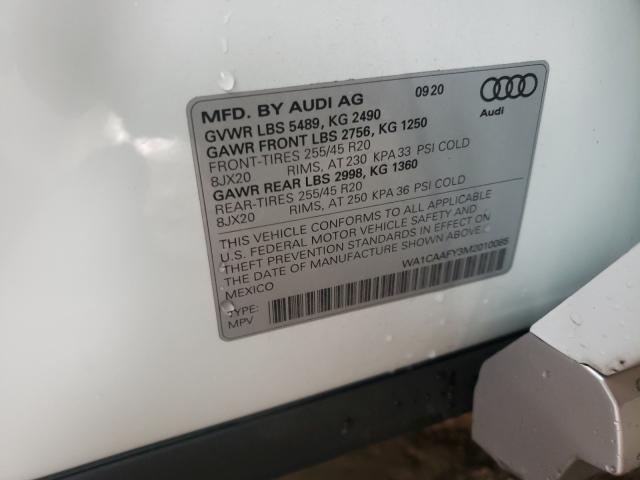 MFD. BY AUDI AG 09 20
GVWR LBS 5489, KG 2490
GAWR FRONT LBS 2756, KG 1250
FRONT-TIRES 255/45 R20
8JX20 RIMS, AT 230 KPA 33 PSI COLD
GAWR REAR LBS 2998, KG 1360
REAR-TIRES 255/45 R20
8JX20 RIMS, AT 250 KPA 36 PSI COLD
Audi
THIS VEHICLE CONFORMS TO ALL APPLICABLE
U.S. FEDERAL MOTOR VEHICLE SAFETY AND
THEFT PREVENTION STANDARDS IN EFFECT ON
THE DATE OF MANUFACTURE SHOWN ABOVE.
MEXICO
WA1CAAFY3M2010085
TYPE:
MPV